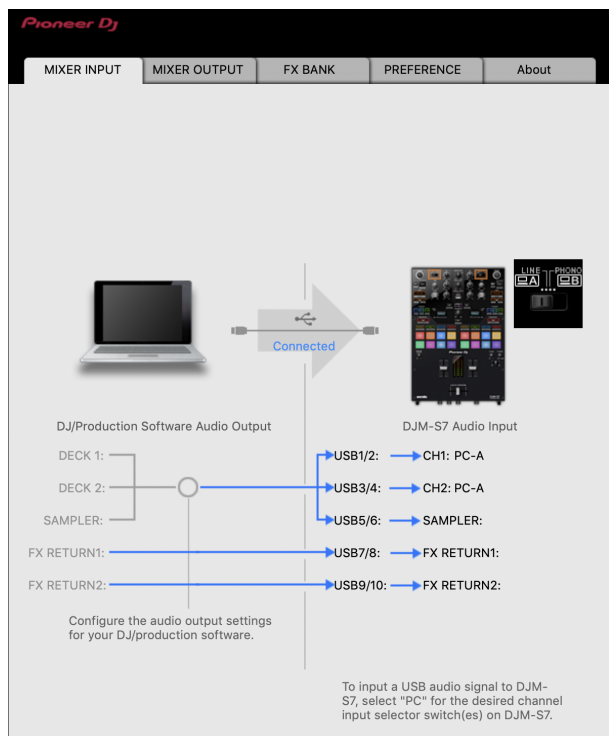 Pioneer Dj
MIXER INPUT
MIXER OUTPUT
FX BANK
PREFERENCE
About
LINE
PHONO
A
B
Connected
DJ/Production Software Audio Output
DJM-S7 Audio Input
DECK 1:
USB1/2:
CH1: PC-A
DECK 2:
USB3/4:
CH2: PC-A
SAMPLER:
USB5/6:
SAMPLER:
FX RETURN1:
USB7/8:
FX RETURN1:
FX RETURN2:
USB9/10:
FX RETURN2:
Configure the audio output settings
for your DJ/production software.
To input a USB audio signal to DJM-
S7, select "PC" for the desired channel
input selector switch(es) on DJM-S7.